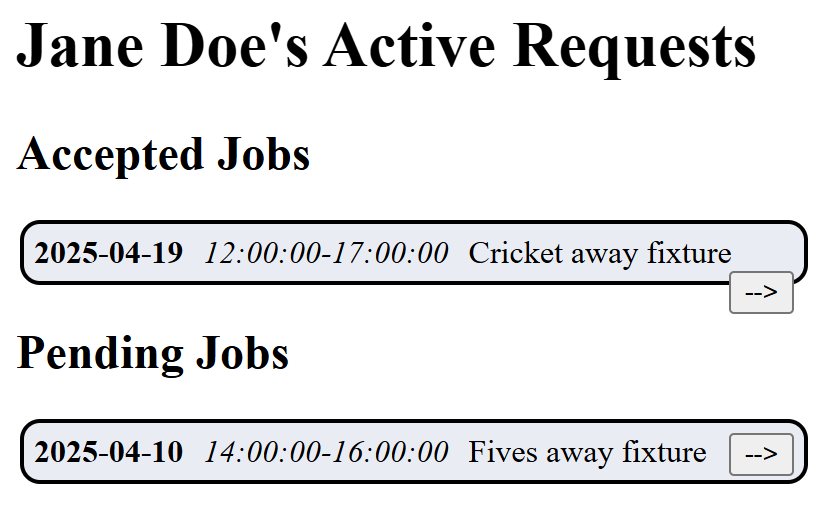 Jane Doe's Active Requests
Accepted Jobs
2025-04-19 12:00:00-17:00:00 Cricket away fixture
-->
Pending Jobs
2025-04-10 14:00:00-16:00:00 Fives away fixture -->